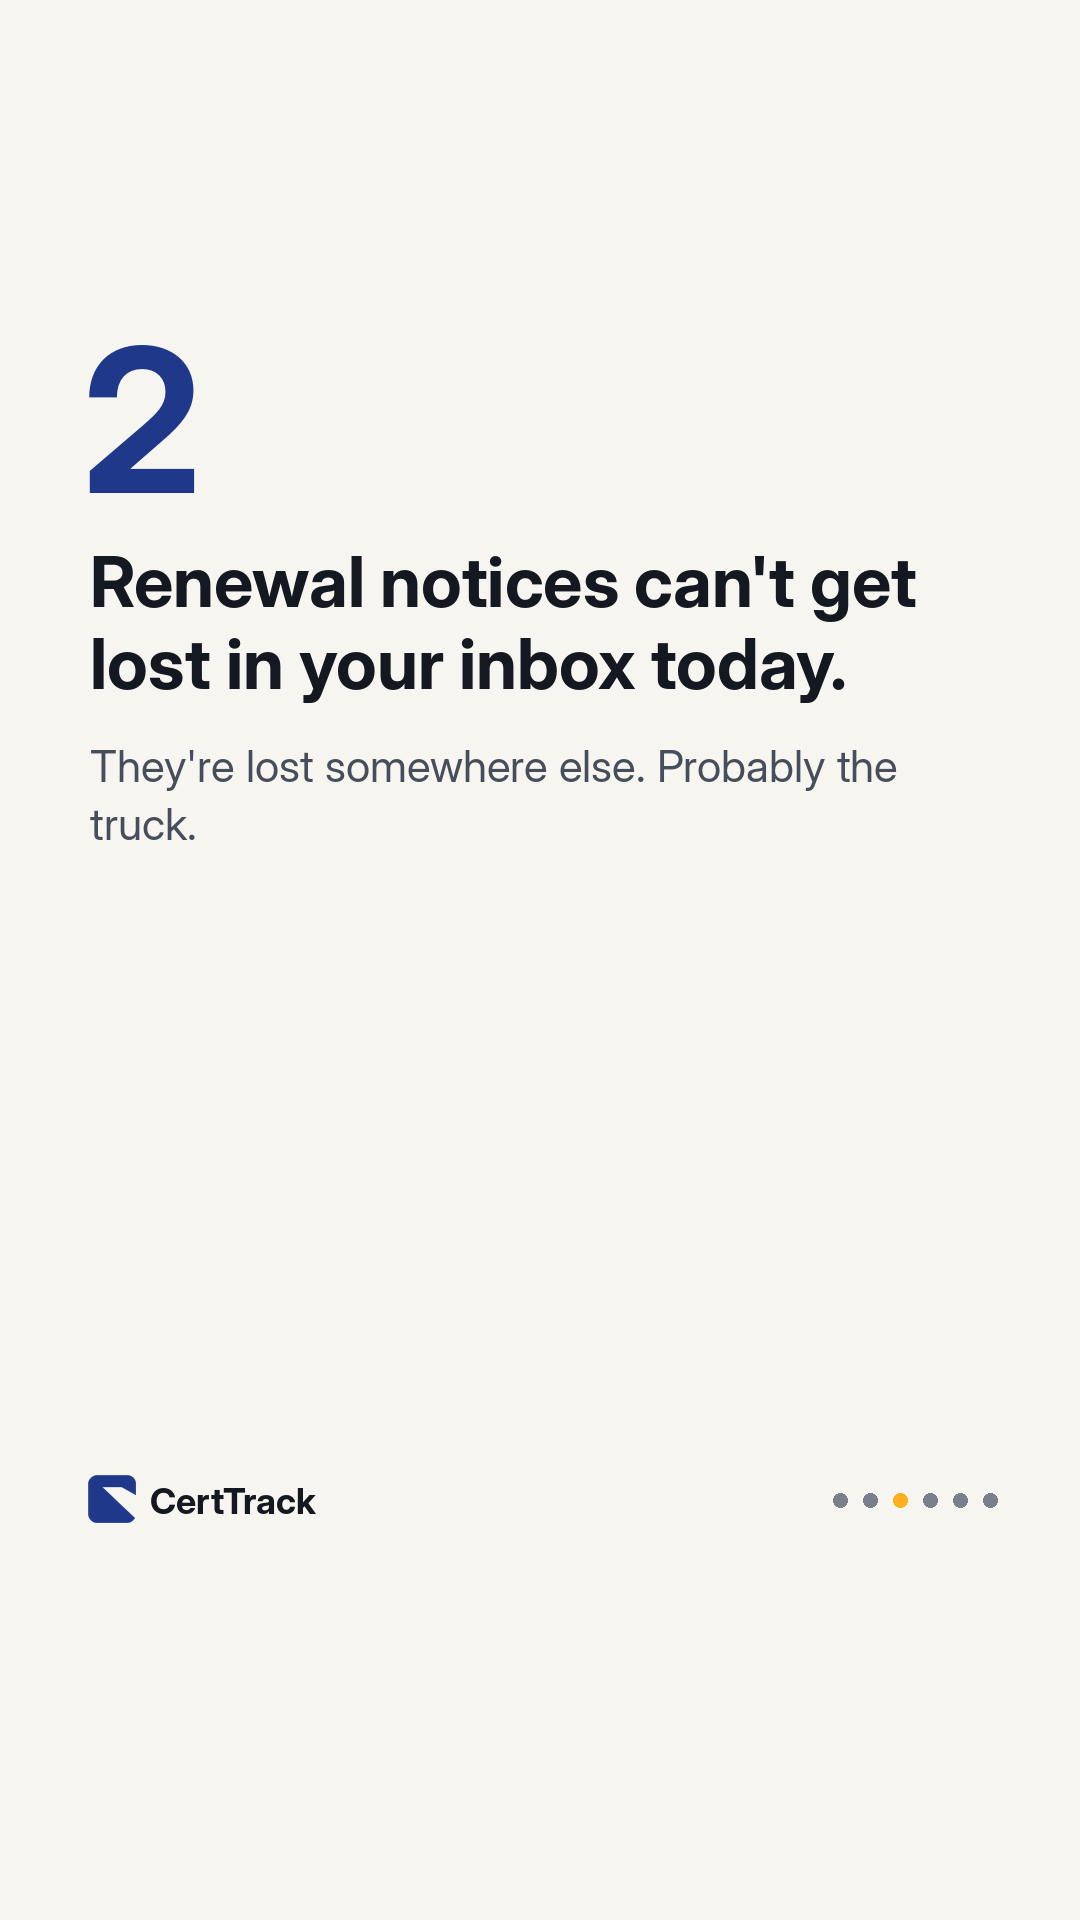 2
Renewal notices can't get
lost in your inbox today.
They're lost somewhere else. Probably the
truck.
CertTrack